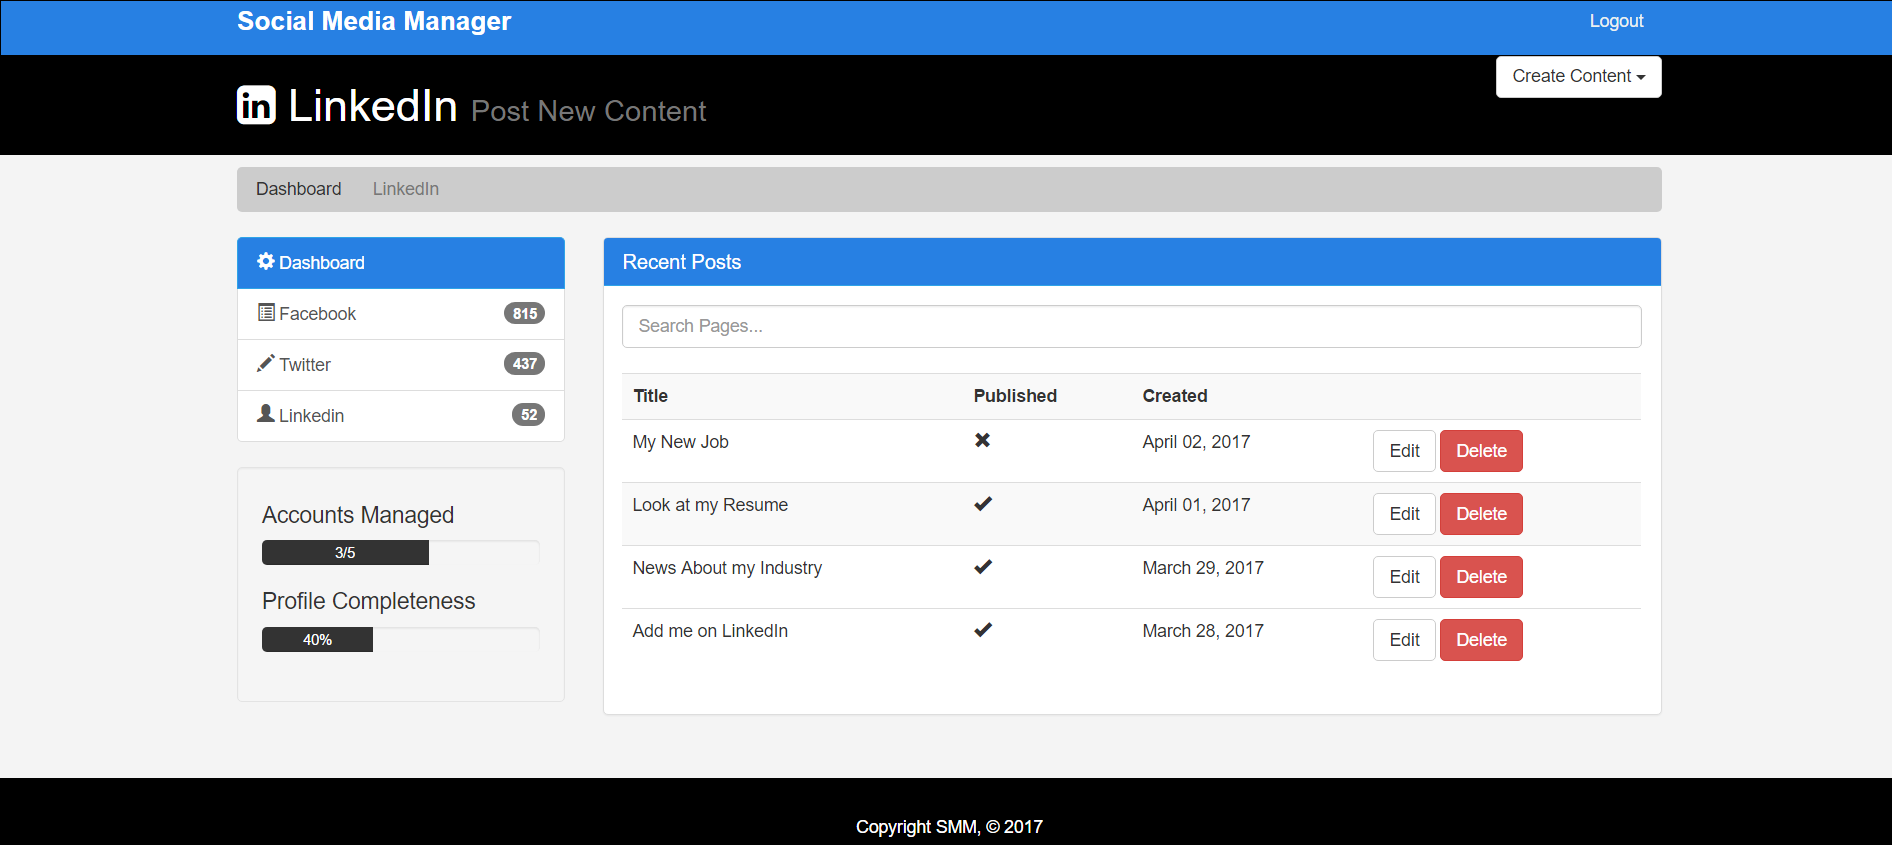 Social Media Manager Logout
Create Content
in LinkedIn Post New Content
Dashboard LinkedIn
Dashboard
Facebook 815
Twitter 437
Linkedin 52
Accounts Managed
3/5
Profile Completeness
40%
Recent Posts
Search Pages...
Title Published Created
My New Job April 02, 2017 Edit Delete
Look at my Resume April 01, 2017 Edit Delete
News About my Industry March 29, 2017 Edit Delete
Add me on LinkedIn March 28, 2017 Edit Delete
Copyright SMM, © 2017